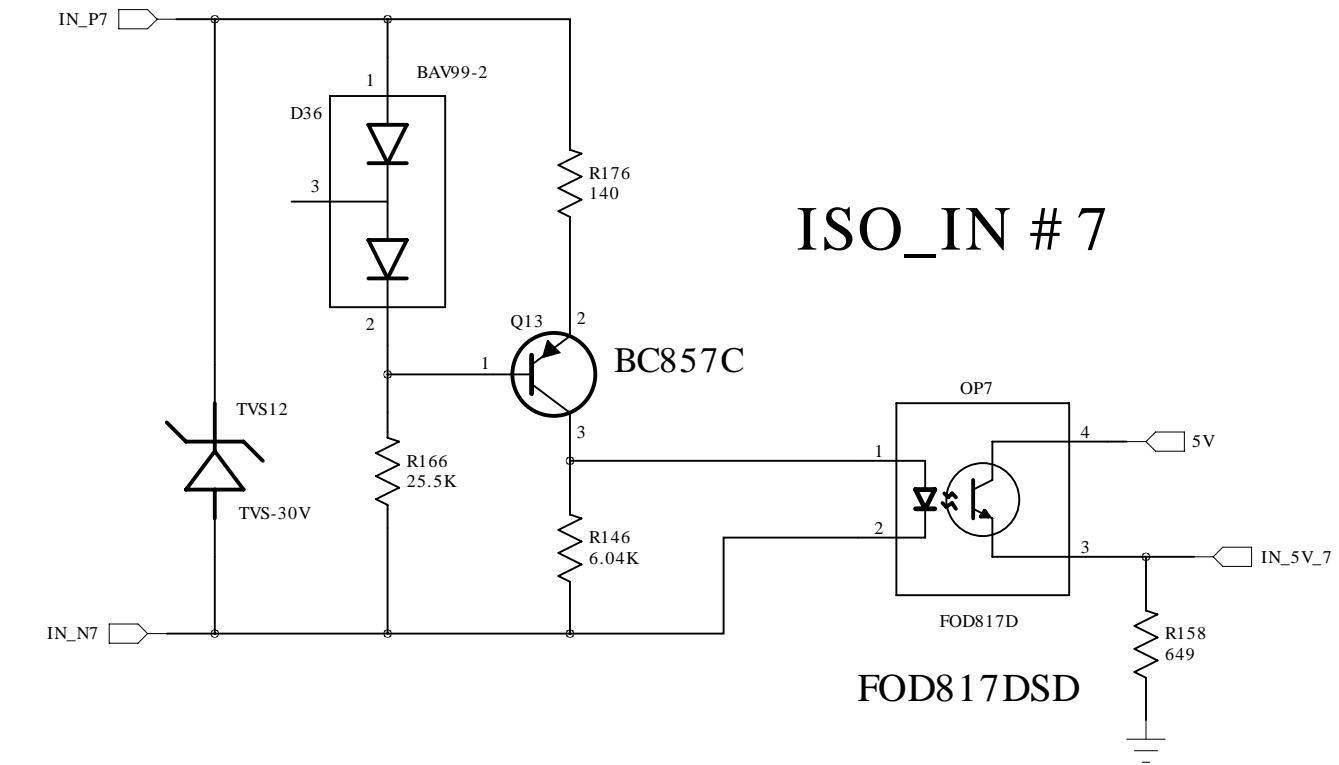 IN_P7
BAV99-2
1
D36
3
2
R176
140
ISO_IN # 7
Q13
2
1
BC857C
3
TVS12
TVS-30V
R166
25.5K
R146
6.04K
OP7
1
2
4
5V
3
IN_5V_7
FOD817D
R158
649
IN_N7
FOD817DSD